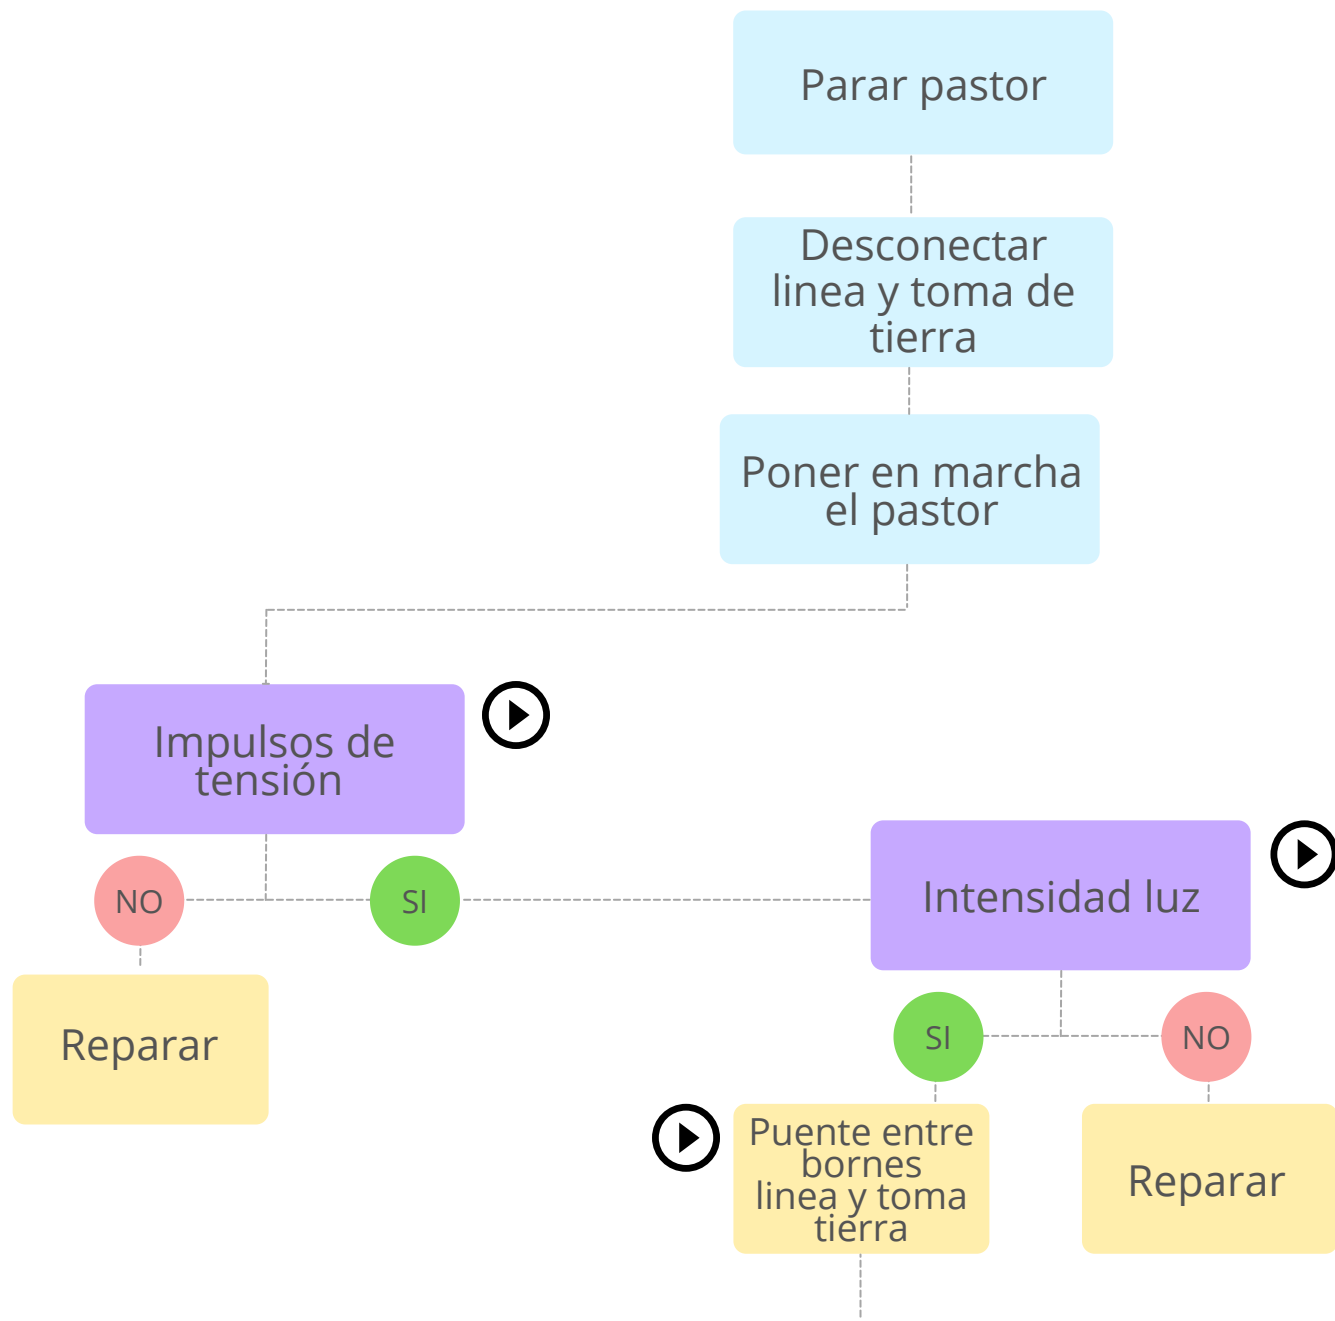 Parar pastor
Desconectar
linea y toma de
tierra
Poner en marcha
el pastor
Impulsos de
tensión
NO
SI
Intensidad luz
Reparar
SI
NO
Puente entre
bornes
linea y toma
tierra
Reparar